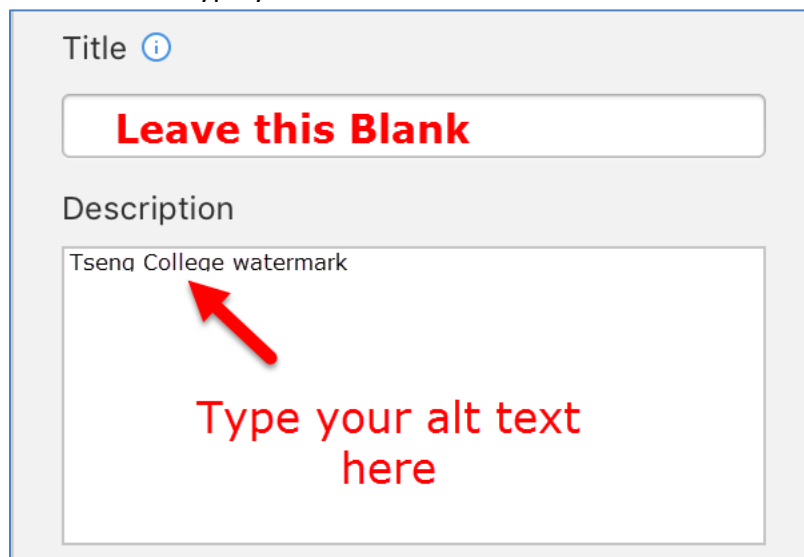 Title
Leave this Blank
Description
Tseng College watermark
Type your alt text
here